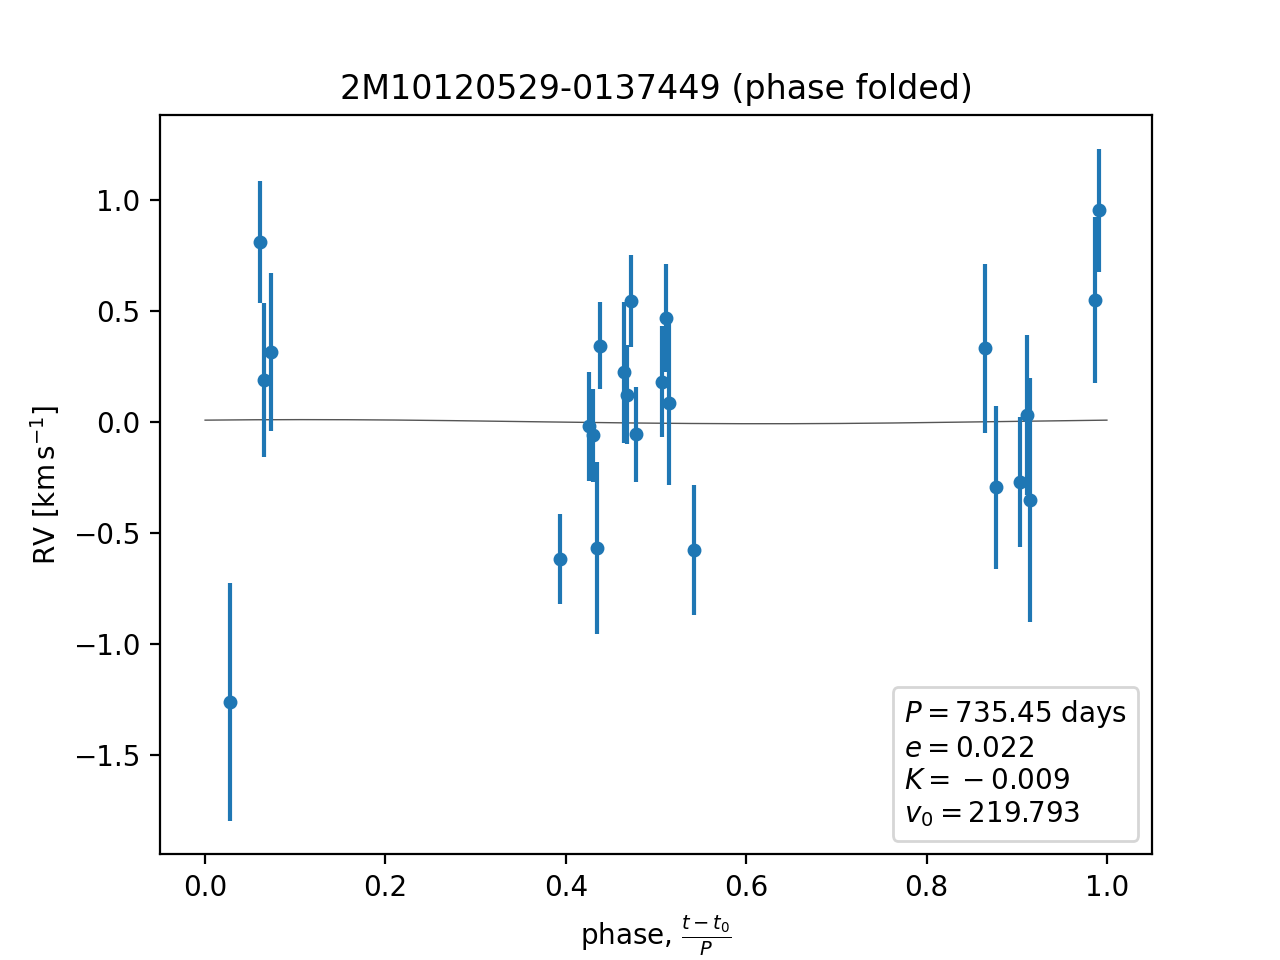 2M10120529-0137449 (phase folded)
RV [km s⁻¹]
1.0
0.5
0.0
−0.5
−1.0
−1.5
P = 735.45 days
e = 0.022
K = −0.009
v₀ = 219.793
0.0 0.2 0.4 0.6 0.8 1.0
phase, (t − t₀)/P